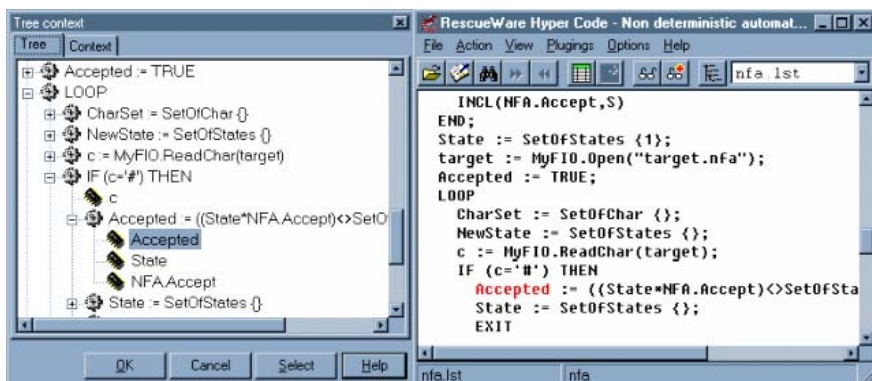 Tree context
Tree Context
Accepted := TRUE
LOOP
CharSet := SetOfChar {}
NewState := SetOfStates {}
c := MyFIO.ReadChar(target)
IF (c='#') THEN
c
Accepted := ((State*NFA.Accept)<>SetO
Accepted
State
NFA.Accept
State := SetOfStates {}
OK Cancel Select Help
RescueWare Hyper Code - Non deterministic automat...
File Action View Plugings Options Help
nfa.lst
INCL(NFA.Accept,S)
END;
State := SetOfStates {1};
target := MyFIO.Open("target.nfa");
Accepted := TRUE;
LOOP
CharSet := SetOfChar {};
NewState := SetOfStates {};
c := MyFIO.ReadChar(target);
IF (c='#') THEN
Accepted := ((State*NFA.Accept)<>SetOfSta
State := SetOfStates {};
EXIT
nfa.lst nfa